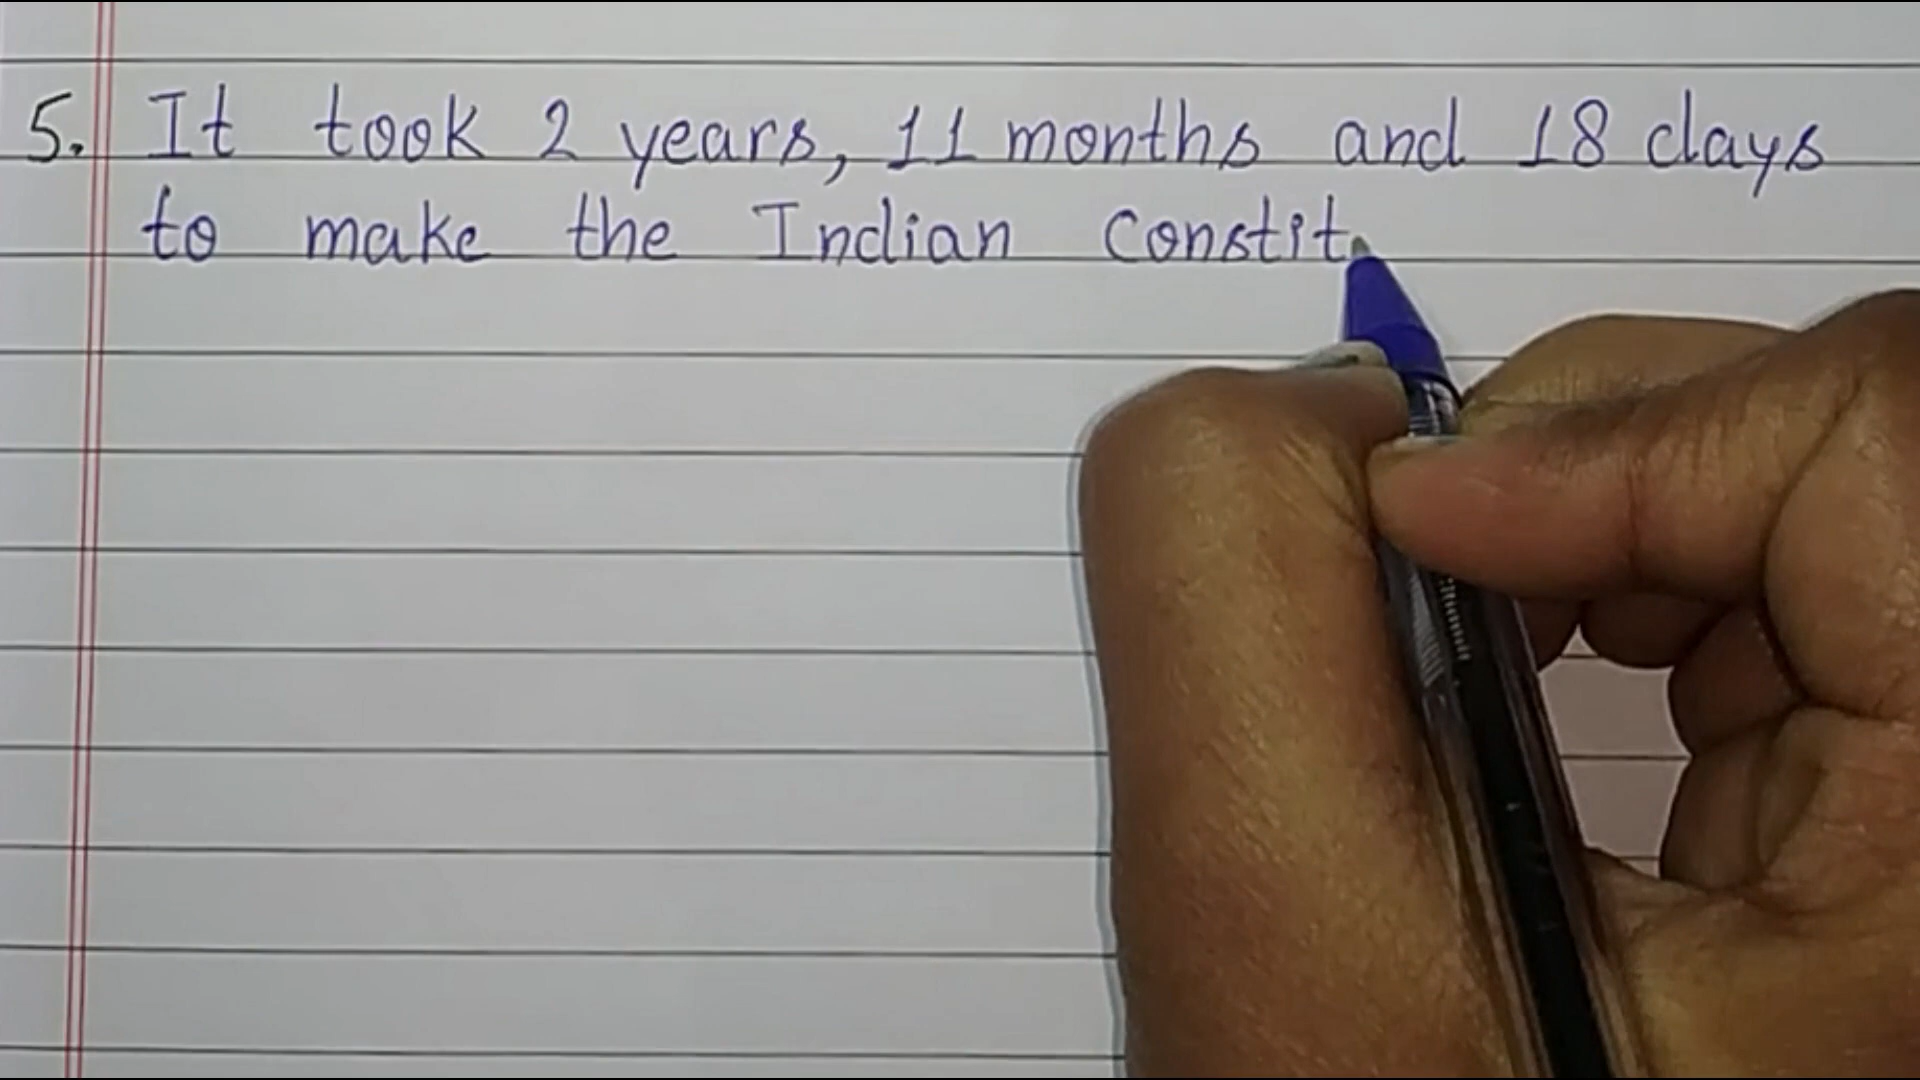 5. It took 2 years, 11 months and 18 days
to make the Indian Constit